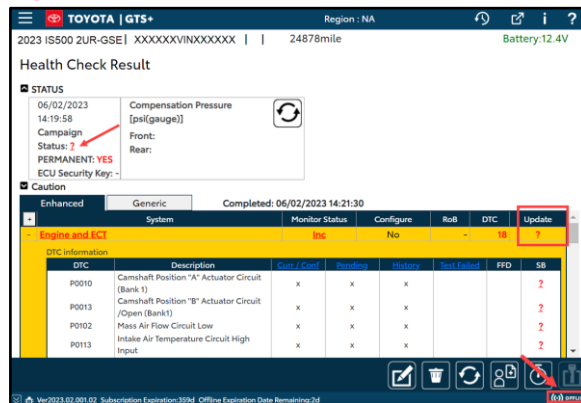 TOYOTA | GTS+ Region : NA i ?
2023 IS500 2UR-GSE| XXXXXXVINXXXXXX | | 24878mile Battery:12.4V
Health Check Result
STATUS
06/02/2023
14:19:58
Campaign
Status: ?
PERMANENT: YES
ECU Security Key: -
Compensation Pressure
[psi(gauge)]
Front:
Rear:
Caution
Enhanced Generic Completed: 06/02/2023 14:21:30
- System Monitor Status Configure RoB DTC Update
- Engine and ECT Inc No - 18 ?
DTC information
DTC Description Curr / Conf Pending History Test Failed FFD SB
P0010 Camshaft Position "A" Actuator Circuit
(Bank 1) x x ?
P0013 Camshaft Position "B" Actuator Circuit
/Open (Bank1) x x ?
P0102 Mass Air Flow Circuit Low x x ?
P0113 Intake Air Temperature Circuit High
Input x x ?
Ver2023.02.001.02 Subscription Expiration:359d Offline Expiration Date Remaining:2d OFFLINE